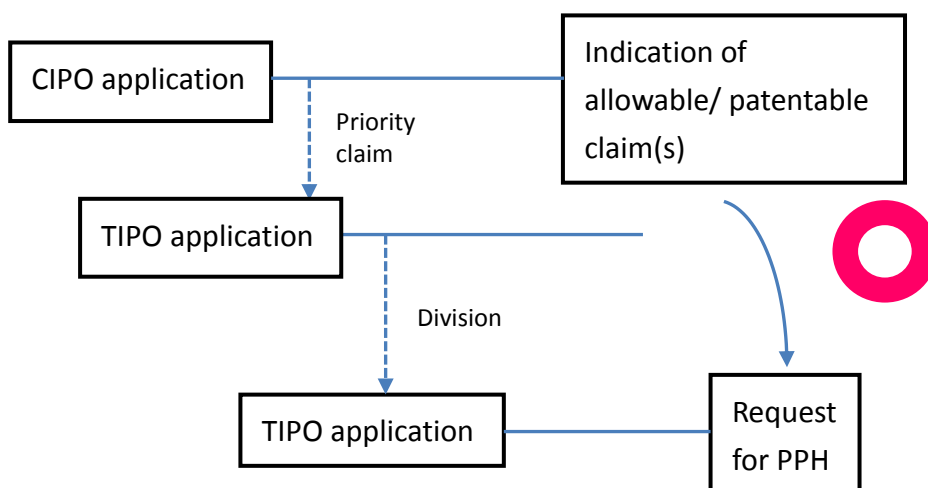 CIPO application
Indication of
allowable/ patentable
claim(s)
Priority
claim
TIPO application
Division
TIPO application
Request
for PPH